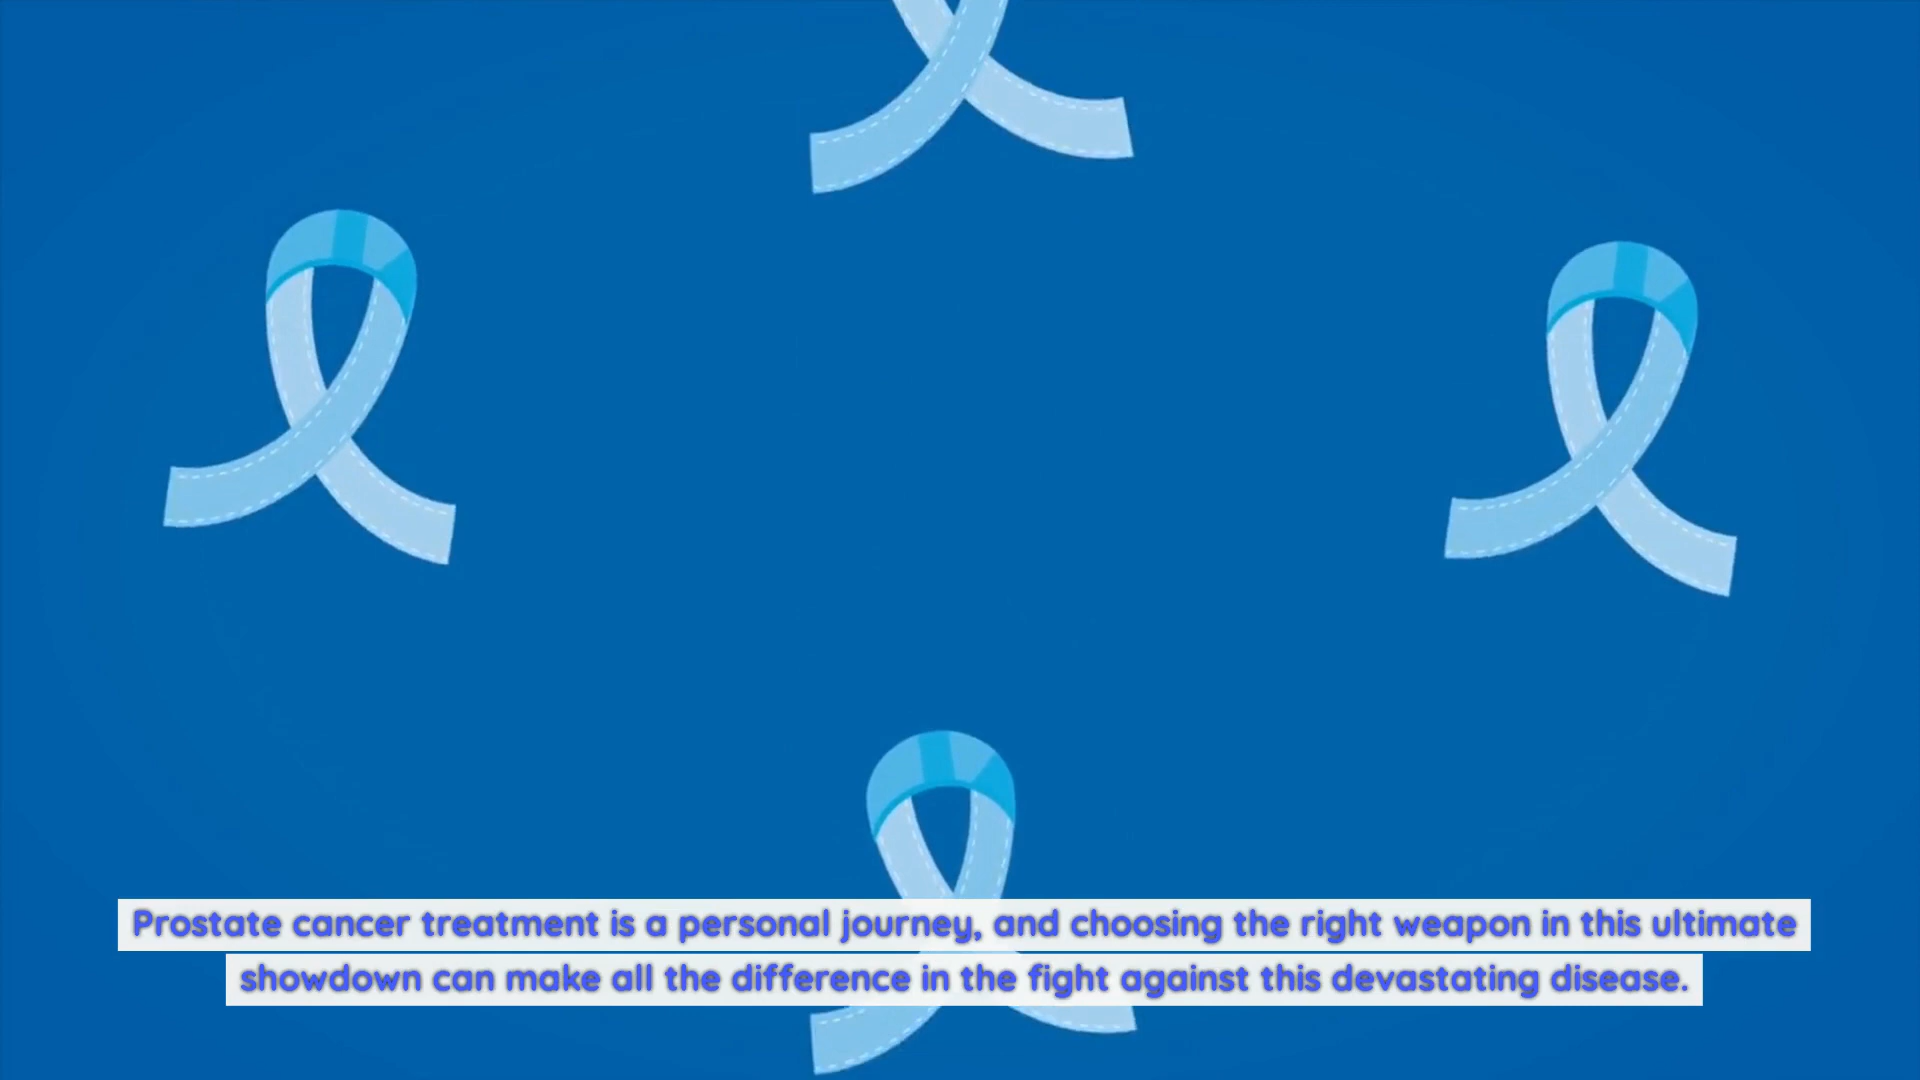 Prostate cancer treatment is a personal journey, and choosing the right weapon in this ultimate
showdown can make all the difference in the fight against this devastating disease.